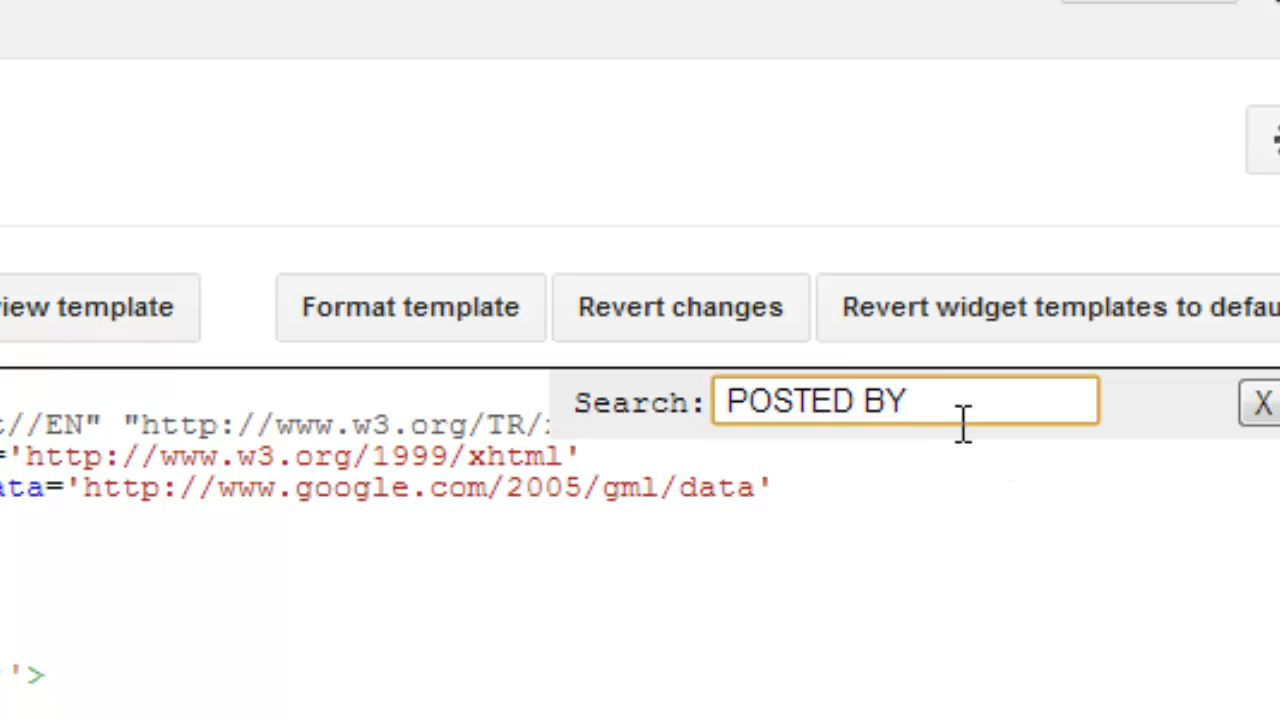 iew template Format template Revert changes Revert widget templates to defau
Search: POSTED BY X
t//EN" "http://www.w3.org/TR/
='http://www.w3.org/1999/xhtml'
ata='http://www.google.com/2005/gml/data'
'>